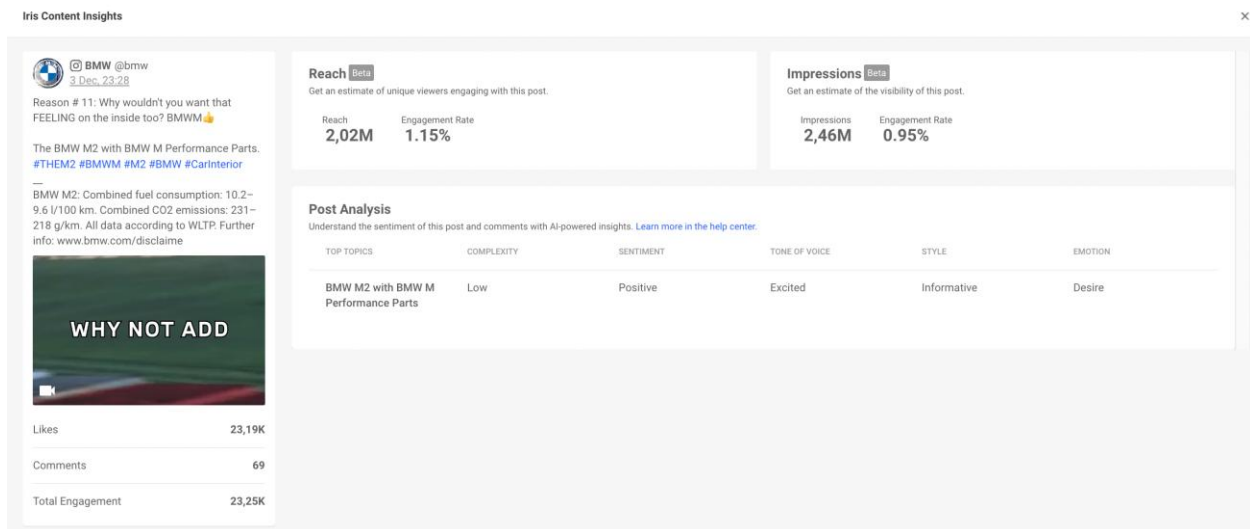 Iris Content Insights
×
BMW @bmw
3 Dec, 23:28
Reason # 11: Why wouldn't you want that
FEELING on the inside too? BMWM👍
The BMW M2 with BMW M Performance Parts.
#THEM2 #BMWM #M2 #BMW #CarInterior
__
BMW M2: Combined fuel consumption: 10.2–
9.6 l/100 km. Combined CO2 emissions: 231–
218 g/km. All data according to WLTP. Further
info: www.bmw.com/disclaime
WHY NOT ADD
Likes 23,19K
Comments 69
Total Engagement 23,25K
Reach Beta
Get an estimate of unique viewers engaging with this post.
Reach Engagement Rate
2,02M 1.15%
Impressions Beta
Get an estimate of the visibility of this post.
Impressions Engagement Rate
2,46M 0.95%
Post Analysis
Understand the sentiment of this post and comments with AI-powered insights. Learn more in the help center.
TOP TOPICS COMPLEXITY SENTIMENT TONE OF VOICE STYLE EMOTION
BMW M2 with BMW M Low Positive Excited Informative Desire
Performance Parts